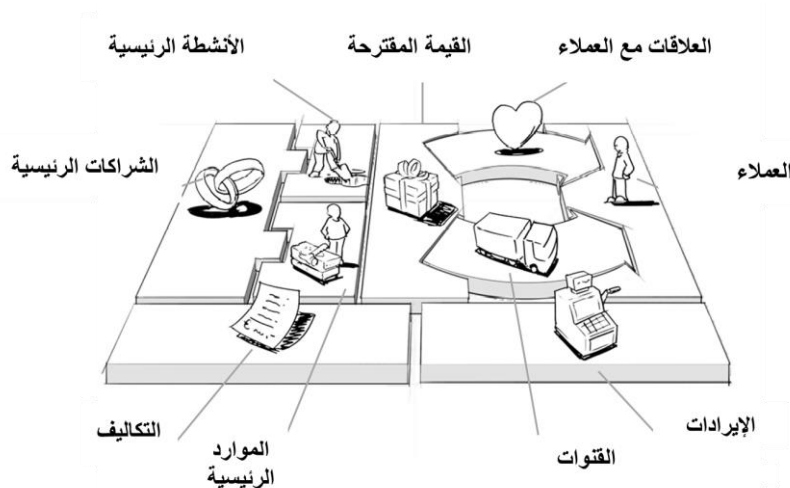 العلاقات مع العملاء
القيمة المقترحة
الأنشطة الرئيسية
العملاء
الشراكات الرئيسية
الإيرادات
القنوات
الموارد
الرئيسية
التكاليف